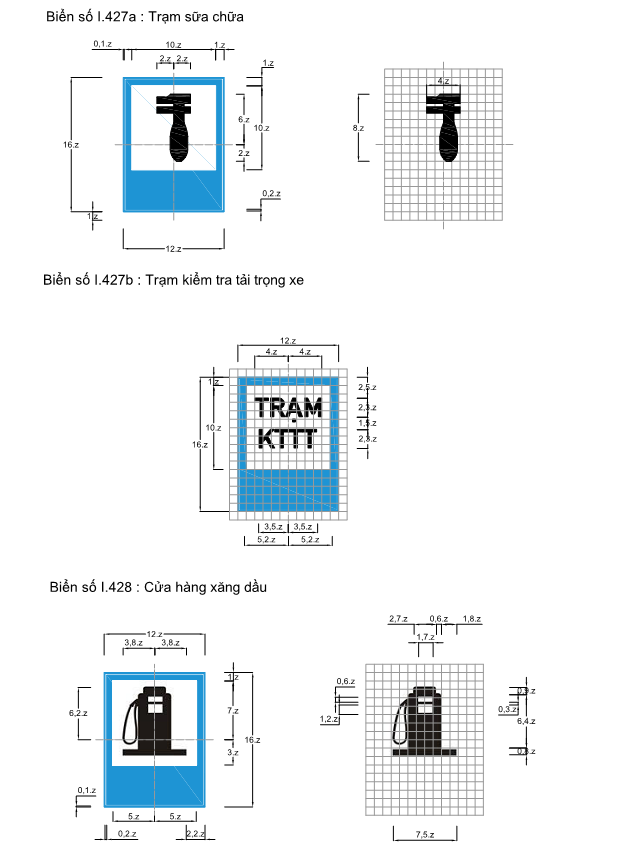 Biển số I.427a : Trạm sữa chữa
0,1.z 10.z 1.z
2.z 2.z
1.z
4.z
16.z 6.z 10.z 8.z
2.z
0,2.z
1.z
12.z
Biển số I.427b : Trạm kiểm tra tải trọng xe
12.z
4.z 4.z
1.z 2,5.z
TRẠM 2,3.z
10.z 1,5.z
KTTT 2,3.z
16.z
3,5.z 3,5.z
5,2.z 5,2.z
Biển số I.428 : Cửa hàng xăng dầu
2,7.z 0,6.z 1,8.z
12.z 1,7.z
3,8.z 3,8.z
1.z 0,6.z 0,9.z
6,2.z 7.z 0,3.z
1,2.z 6,4.z
16.z
3.z 0,8.z
0,1.z
5.z 5.z
0,2.z 2,2.z 7,5.z